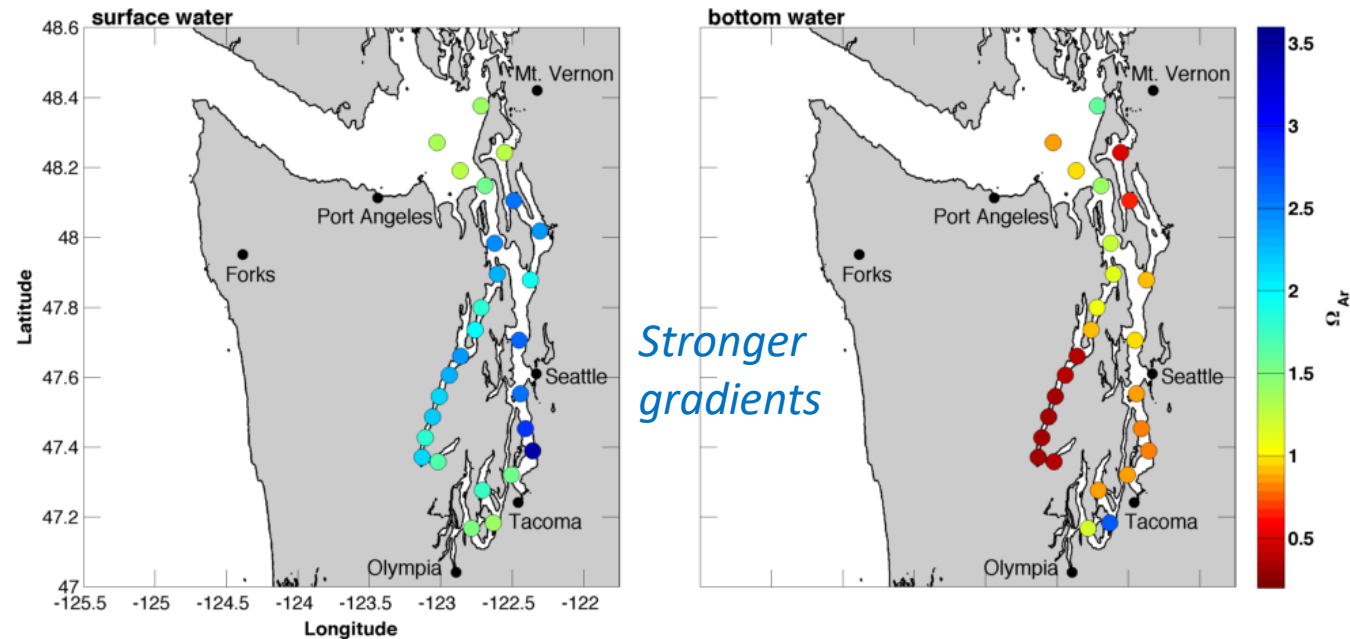 surface water
bottom water
48.6
48.4
48.2
48
47.8
47.6
47.4
47.2
47
Latitude
Mt. Vernon
Port Angeles
Forks
Seattle
Tacoma
Olympia
-125.5 -125 -124.4 -124 -123.5 -123 -122.5 -122
Longitude
Stronger
gradients
Mt. Vernon
Port Angeles
Forks
Seattle
Tacoma
Olympia
3.5
3
2.5
2
1.5
1
0.5
Ω Ar